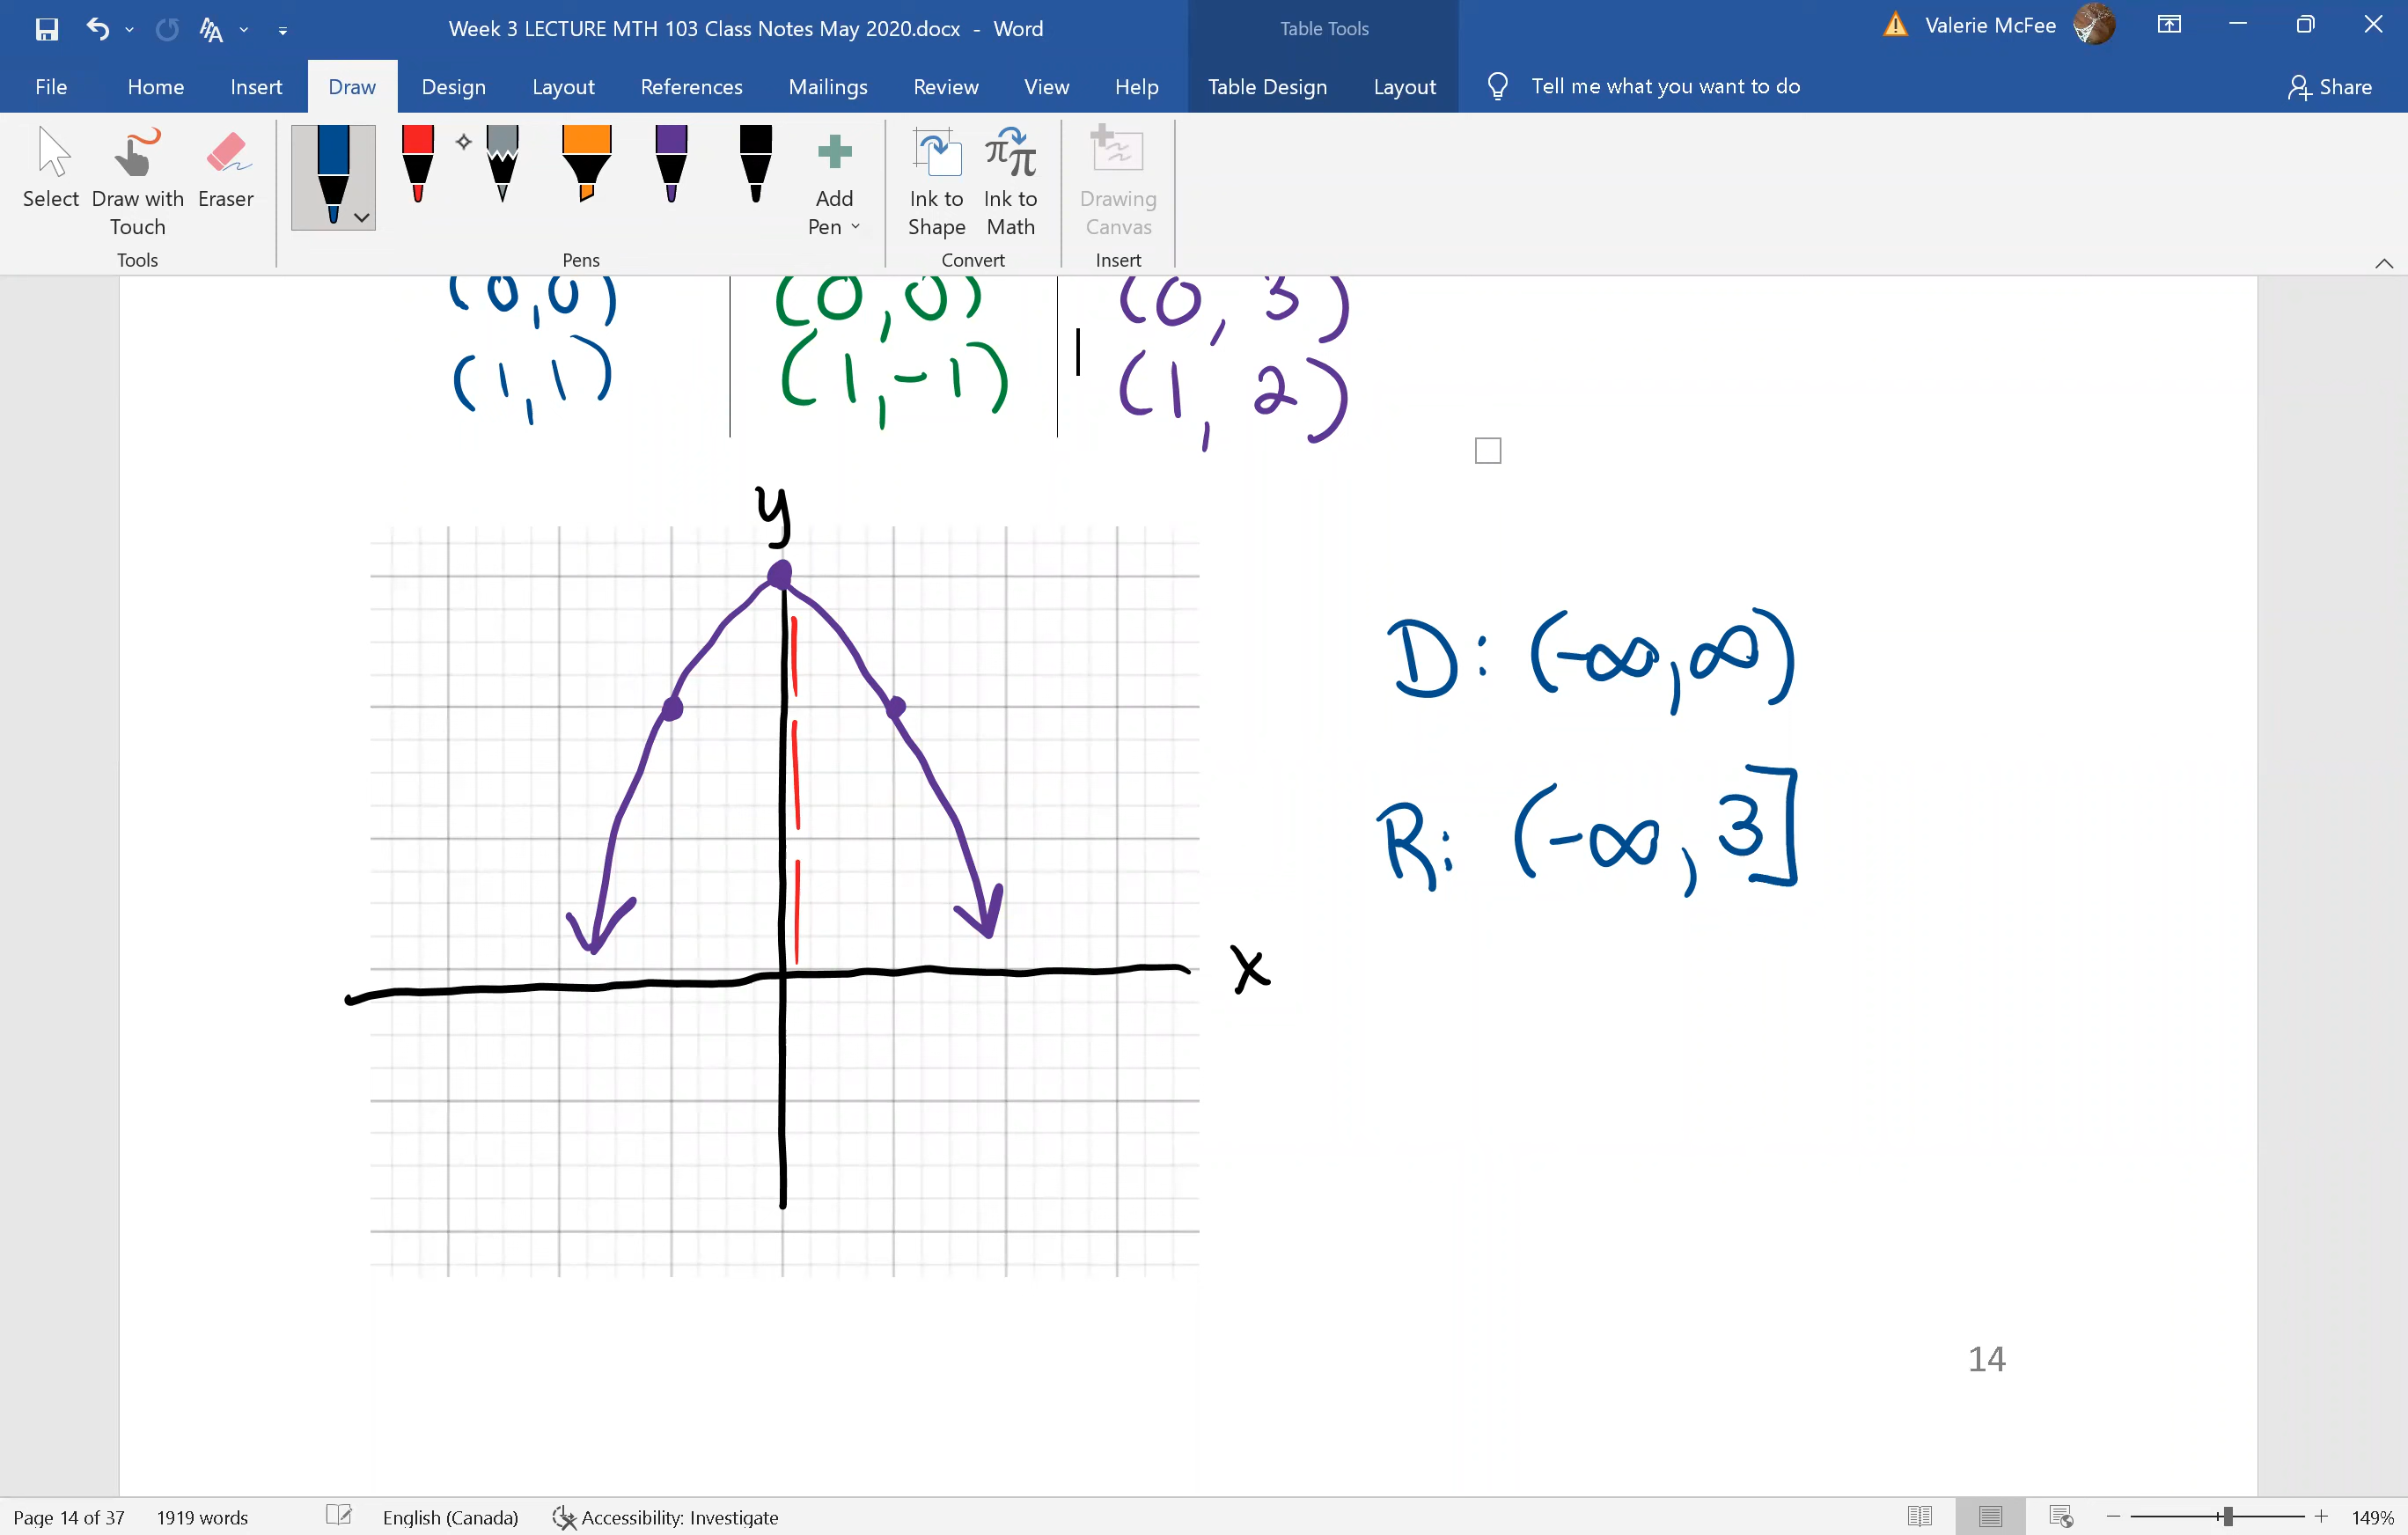 Week 3 LECTURE MTH 103 Class Notes May 2020.docx - Word
Table Tools
Valerie McFee
File Home Insert Draw Design Layout References Mailings Review View Help Table Design Layout Tell me what you want to do Share
Select Draw with Touch Eraser Add Pen Ink to Shape Ink to Math Drawing Canvas
Tools Pens Convert Insert
(0,0) (0,0) (0,3)
(1,1) (1,-1) (1,2)
y
D: (-∞,∞)
R: (-∞,3]
x
14
Page 14 of 37 1919 words English (Canada) Accessibility: Investigate 149%